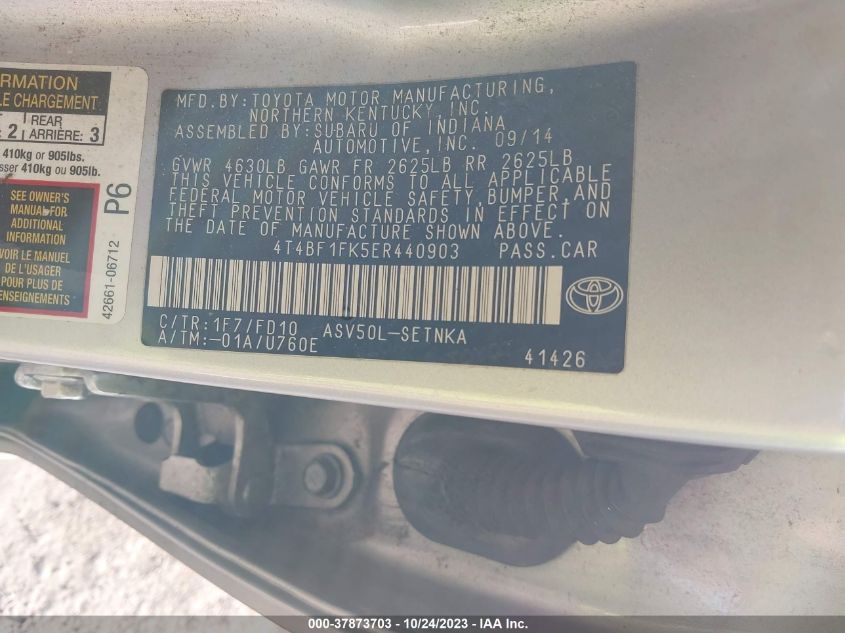 RMATION
LE CHARGEMENT
2 REAR ARRIÈRE: 3
410kg or 905lbs.
sser 410kg ou 905lb.
SEE OWNER'S
MANUAL FOR
ADDITIONAL
INFORMATION
VOIR LE MANUEL
DE L'USAGER
POUR PLUS DE
ENSEIGNEMENTS
P6
42661-06712
MFD.BY:TOYOTA MOTOR MANUFACTURING,
NORTHERN KENTUCKY,INC.
ASSEMBLED BY:SUBARU OF INDIANA
AUTOMOTIVE,INC. 09/14
GVWR 4630LB GAWR FR 2625LB RR 2625LB
THIS VEHICLE CONFORMS TO ALL APPLICABLE
FEDERAL MOTOR VEHICLE SAFETY,BUMPER,AND
THEFT PREVENTION STANDARDS IN EFFECT ON
THE DATE OF MANUFACTURE SHOWN ABOVE.
4T4BF1FK5ER440903 PASS.CAR
C/TR:1F7/FD10 ASV50L-SETNKA
A/TM:-01A/U760E
41426
000-37873703 - 10/24/2023 - IAA Inc.